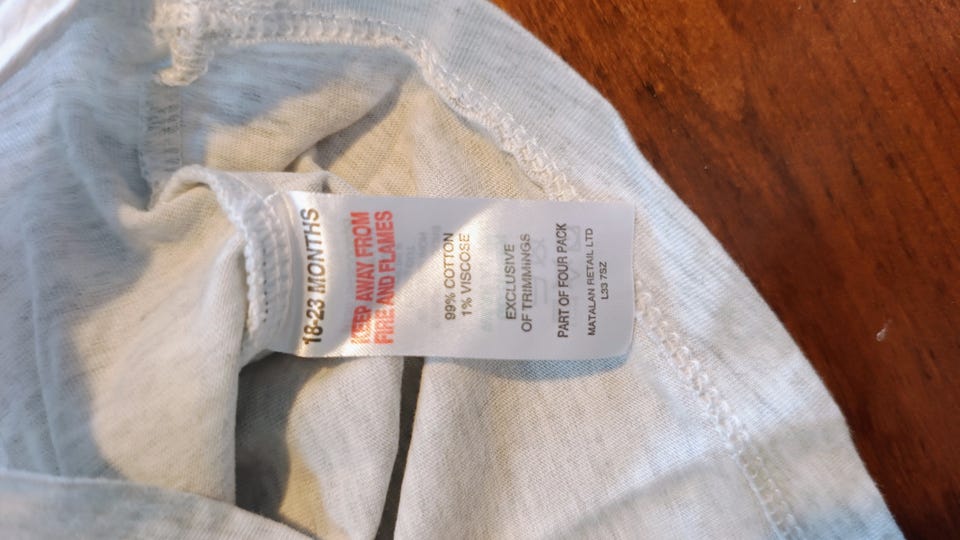 18-23 MONTHS
KEEP AWAY FROM
FIRE AND FLAMES
99% COTTON
1% VISCOSE
EXCLUSIVE
OF TRIMMINGS
PART OF FOUR PACK
MATALAN RETAIL LTD
L33 7SZ